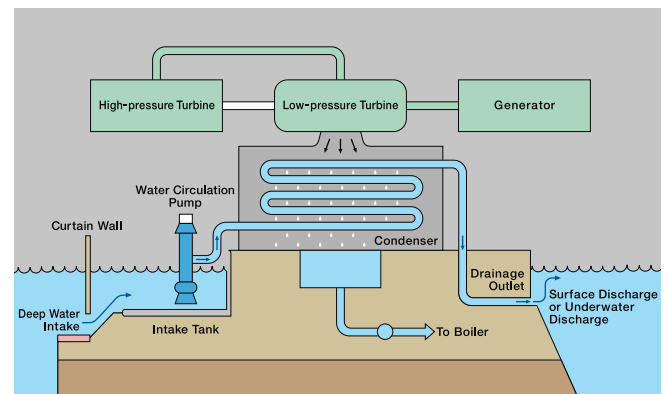 High-pressure Turbine
Low-pressure Turbine
Generator
Water Circulation
Pump
Curtain Wall
Condenser
Drainage
Outlet
Deep Water
Intake
Intake Tank
To Boiler
Surface Discharge
or Underwater
Discharge